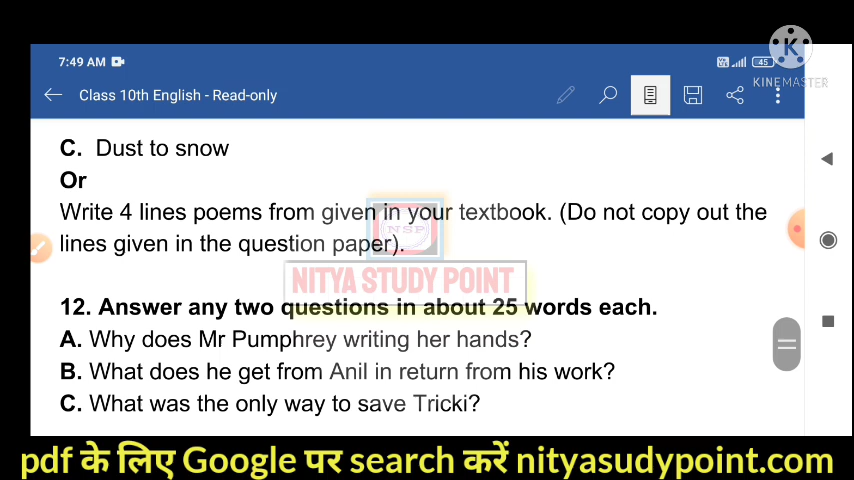 7:49 AM
45
K
KINEMASTER
Class 10th English - Read-only
C. Dust to snow
Or
Write 4 lines poems from given in your textbook. (Do not copy out the
lines given in the question paper).
NSP
NITYA STUDY POINT
12. Answer any two questions in about 25 words each.
A. Why does Mr Pumphrey writing her hands?
B. What does he get from Anil in return from his work?
C. What was the only way to save Tricki?
pdf के लिए Google पर search करें nityasudypoint.com